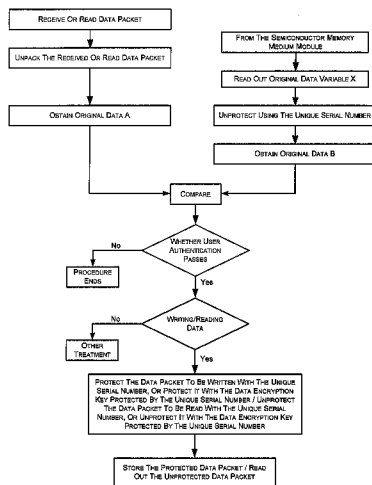 RECEIVE OR READ DATA PACKET
UNPACK THE REDEIVED OR READ DATA PACKET
OBTAIN ORIGINAL DATA A
FROM THE SEMICONDUCTOR MEMORY
MEDIUM MODULE
READ OUT ORIGINAL DATA VARIABLE X
UNPROTECT USING THE UNIQUE SERIAL NUMBER
OBTAIN ORIGINAL DATA B
COMPARE
WHETHER USER
AUTHENTICATION
PASSES
No
PROCEDURE
ENDS
Yes
WRITING/READING
DATA
No
OTHER
TREATMENT
Yes
PROTECT THE DATA PACKET TO BE WRITTEN WITH THE UNIQUE
SERIAL NUMBER, OR PROTECT IT WITH THE DATA ENCRYPTION
KEY PROTECTED BY THE UNIQUE SERIAL NUMBER / UNPROTECT
THE DATA PACKET TO BE READ WITH THE UNIQUE SERIAL
NUMBER, OR UNPROTECT IT WITH THE DATA ENCRYPTION KEY
PROTECTED BY THE UNIQUE SERIAL NUMBER
STORE THE PROTECTED DATA PACKET / READ
OUT THE UNPROTECTED DATA PACKET